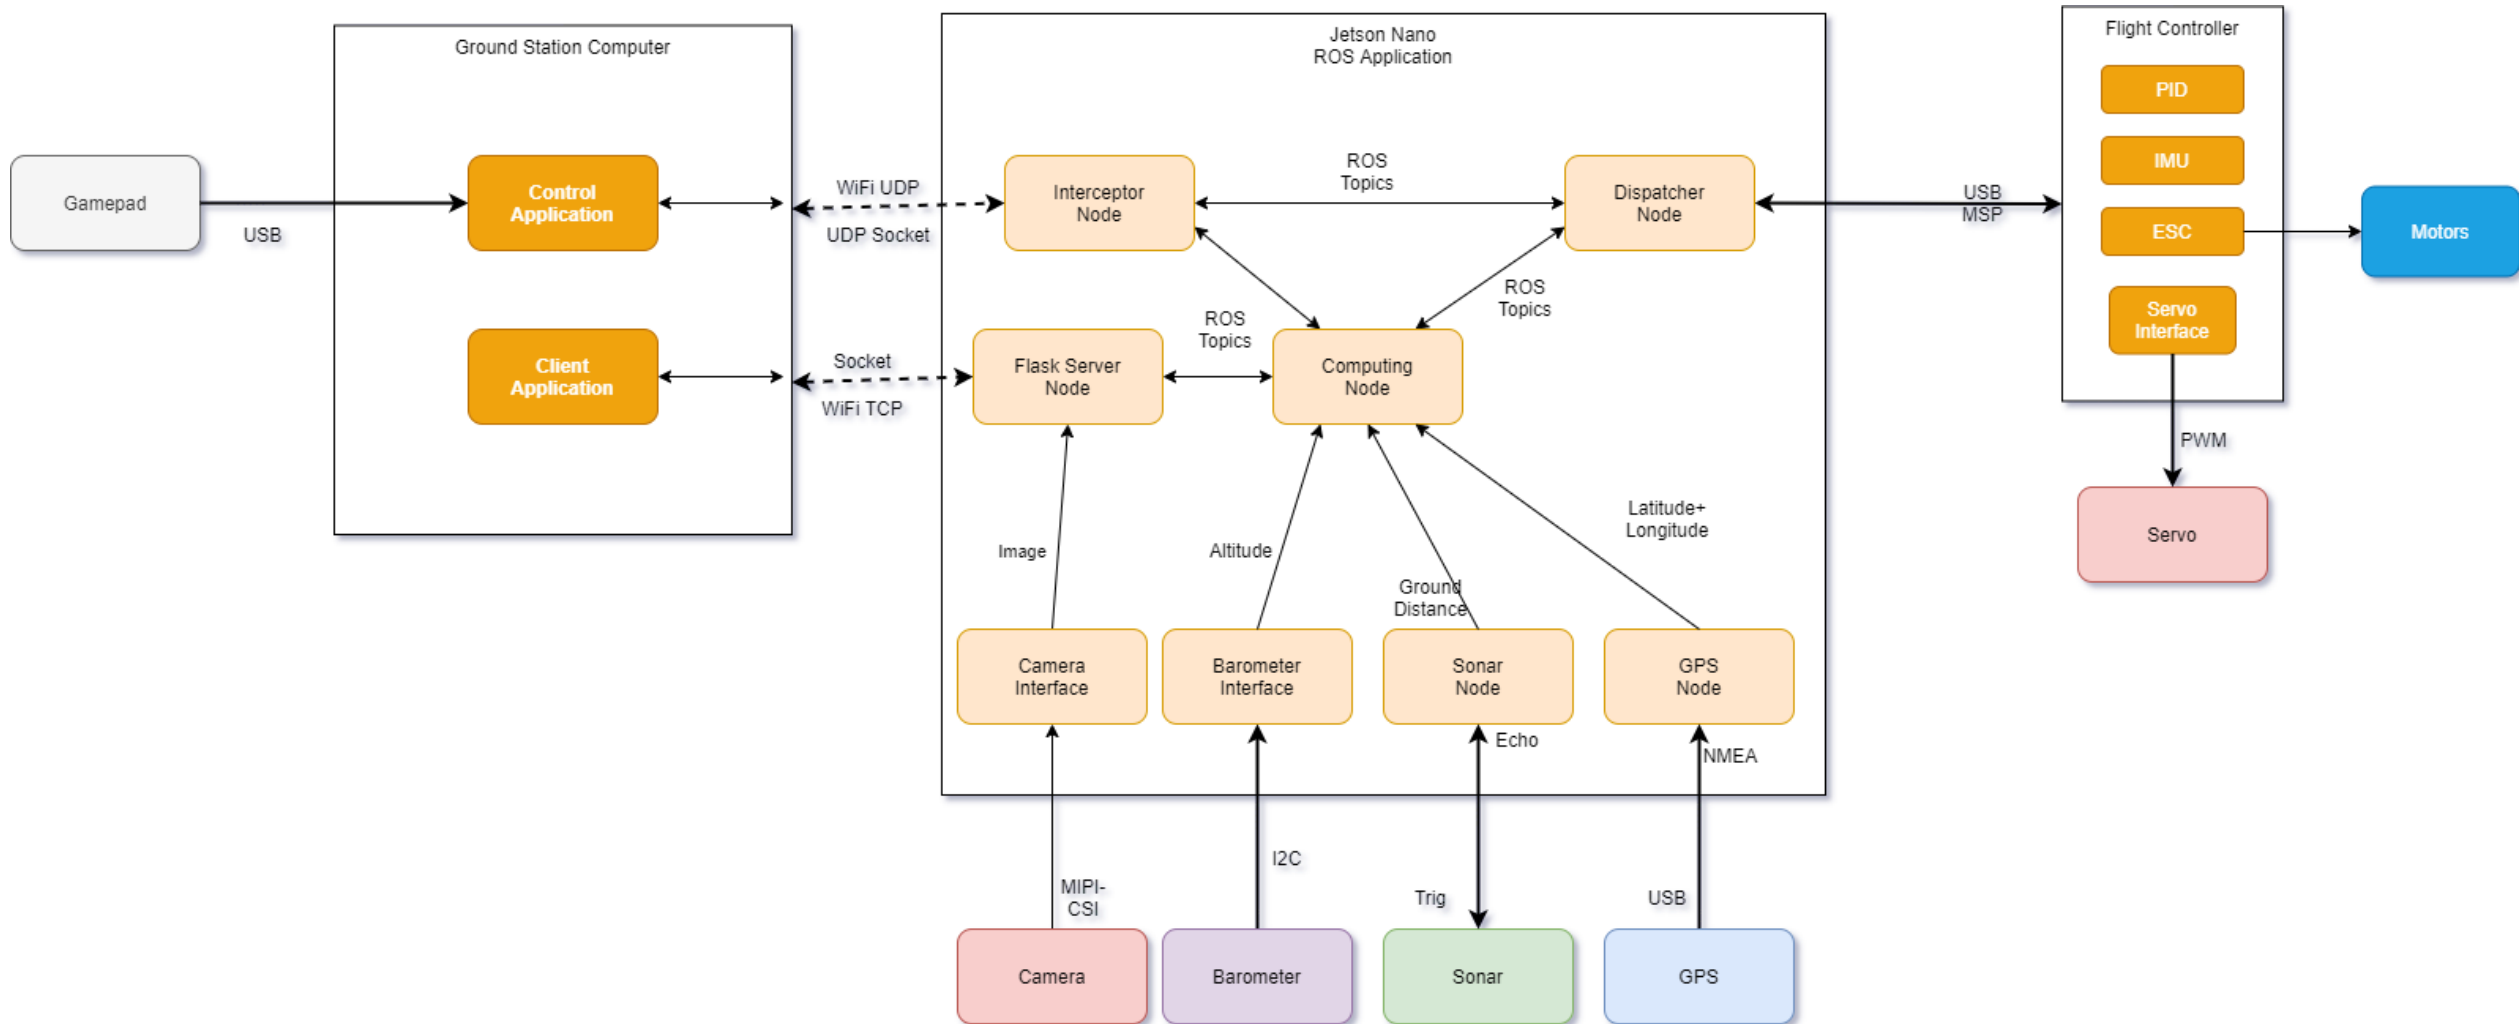 Ground Station Computer
Jetson Nano
ROS Application
Flight Controller
PID
IMU
ESC
Servo
Interface
Motors
Gamepad
USB
Control
Application
WiFi UDP
UDP Socket
Interceptor
Node
ROS
Topics
Dispatcher
Node
USB
MSP
Client
Application
Socket
WiFi TCP
Flask Server
Node
ROS
Topics
Computing
Node
ROS
Topics
PWM
Servo
Image
Altitude
Ground
Distance
Latitude+
Longitude
Camera
Interface
Barometer
Interface
Sonar
Node
GPS
Node
Echo
NMEA
MIPI-
CSI
I2C
Trig
USB
Camera
Barometer
Sonar
GPS